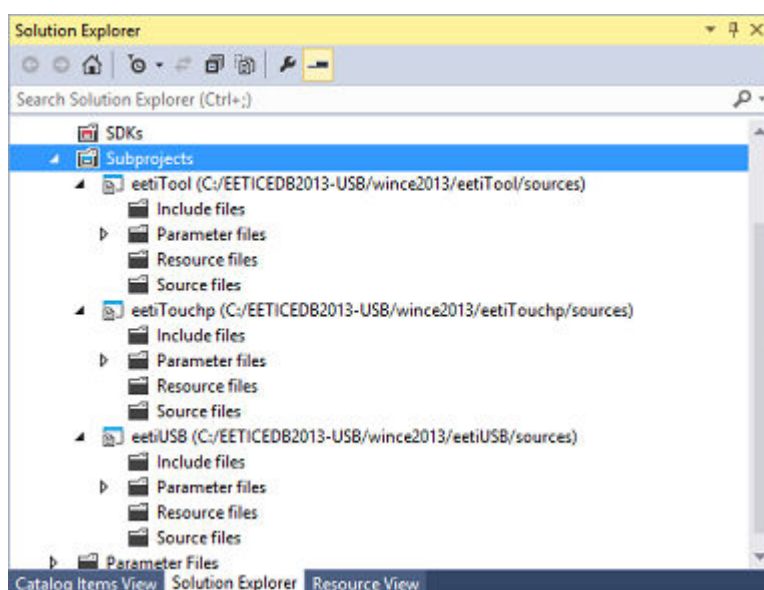 Solution Explorer
Search Solution Explorer (Ctrl+;)
SDKs
Subprojects
eetiTool (C:/EETICEDB2013-USB/wince2013/eetiTool/sources)
Include files
Parameter files
Resource files
Source files
eetiTouchp (C:/EETICEDB2013-USB/wince2013/eetiTouchp/sources)
Include files
Parameter files
Resource files
Source files
eetiUSB (C:/EETICEDB2013-USB/wince2013/eetiUSB/sources)
Include files
Parameter files
Resource files
Source files
Parameter Files
Catalog Items View Solution Explorer Resource View